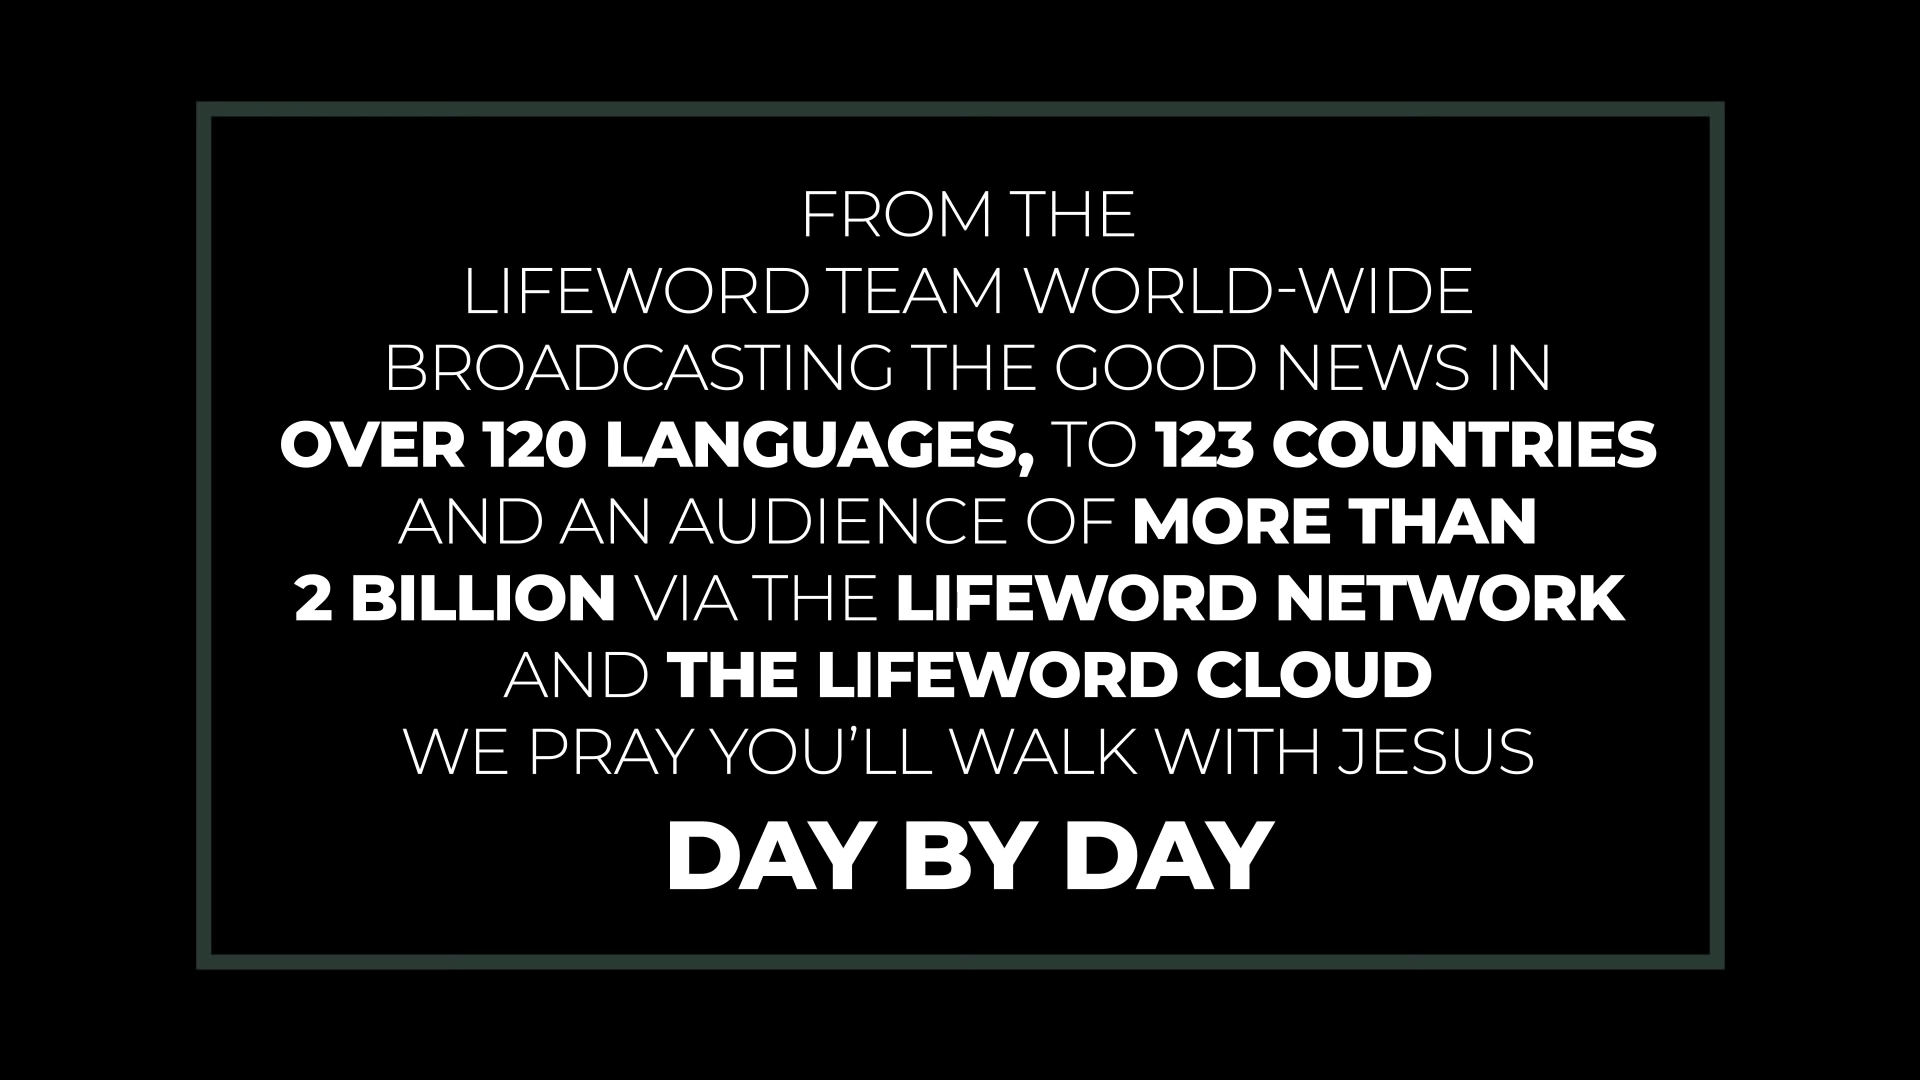 FROM THE
LIFEWORD TEAM WORLD-WIDE
BROADCASTING THE GOOD NEWS IN
OVER 120 LANGUAGES, TO 123 COUNTRIES
AND AN AUDIENCE OF MORE THAN
2 BILLION VIA THE LIFEWORD NETWORK
AND THE LIFEWORD CLOUD
WE PRAY YOU’LL WALK WITH JESUS
DAY BY DAY